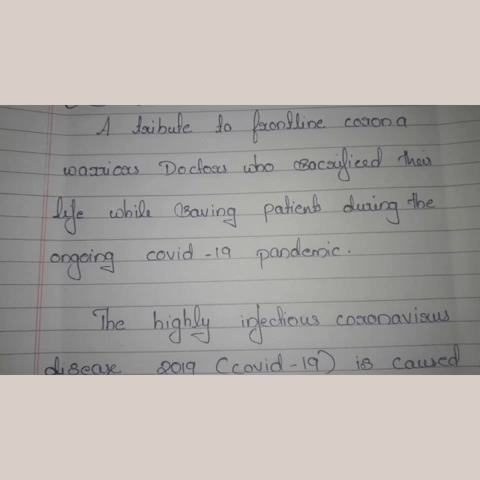 A tribute to frontline corona
warriors Doctors who sacrificed their
life while saving patients during the
ongoing covid-19 pandemic.
The highly infectious coronavirus
disease 2019 (covid-19) is caused